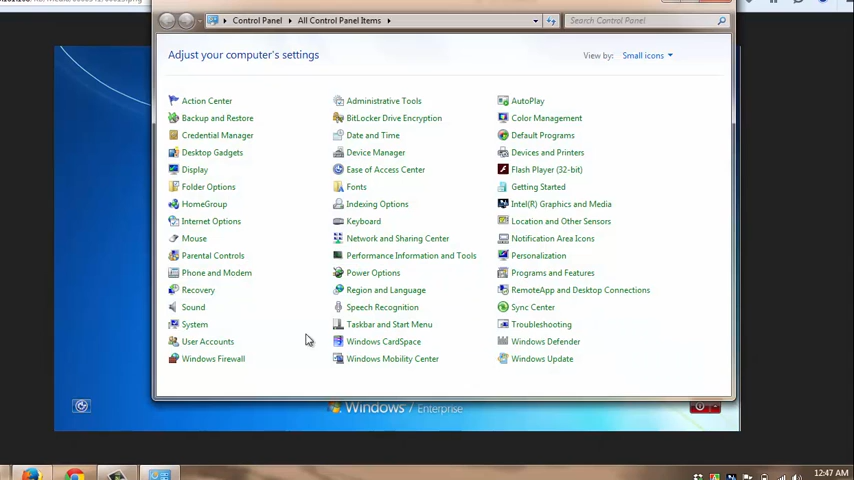 Control Panel All Control Panel Items
Search Control Panel
Adjust your computer's settings
View by: Small icons
Action Center
Administrative Tools
AutoPlay
Backup and Restore
BitLocker Drive Encryption
Color Management
Credential Manager
Date and Time
Default Programs
Desktop Gadgets
Device Manager
Devices and Printers
Display
Ease of Access Center
Flash Player (32-bit)
Folder Options
Fonts
Getting Started
HomeGroup
Indexing Options
Intel(R) Graphics and Media
Internet Options
Keyboard
Location and Other Sensors
Mouse
Network and Sharing Center
Notification Area Icons
Parental Controls
Performance Information and Tools
Personalization
Phone and Modem
Power Options
Programs and Features
Recovery
Region and Language
RemoteApp and Desktop Connections
Sound
Speech Recognition
Sync Center
System
Taskbar and Start Menu
Troubleshooting
User Accounts
Windows CardSpace
Windows Defender
Windows Firewall
Windows Mobility Center
Windows Update
Windows 7 Enterprise
12:47 AM